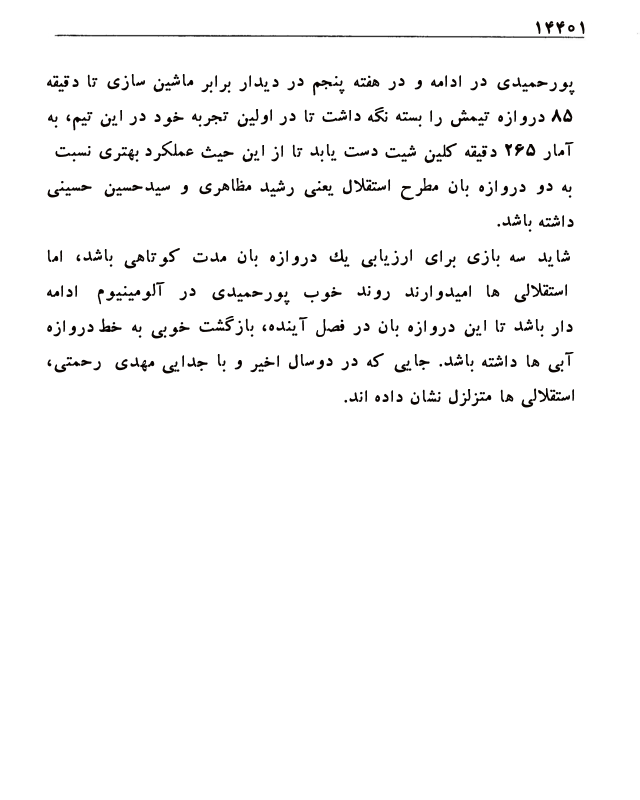 ۱۴۴۰۱
پورحمیدی در ادامه و در هفته پنجم در دیدار برابر ماشین سازی تا دقیقه
۸۵ دروازه تیمش را بسته نگه داشت تا در اولین تجربه خود در این تیم، به
آمار ۲۶۵ دقیقه کلین شیت دست یابد تا از این حیث عملکرد بهتری نسبت
به دو دروازه بان مطرح استقلال یعنی رشید مظاهری و سیدحسین حسینی
داشته باشد.
شاید سه بازی برای ارزیابی یك دروازه بان مدت کوتاهی باشد، اما
استقلالی ها امیدوارند روند خوب پورحمیدی در آلومینیوم ادامه
دار باشد تا این دروازه بان در فصل آینده، بازگشت خوبی به خط دروازه
آبی ها داشته باشد. جایی که در دوسال اخیر و با جدایی مهدی رحمتی،
استقلالی ها متزلزل نشان داده اند.